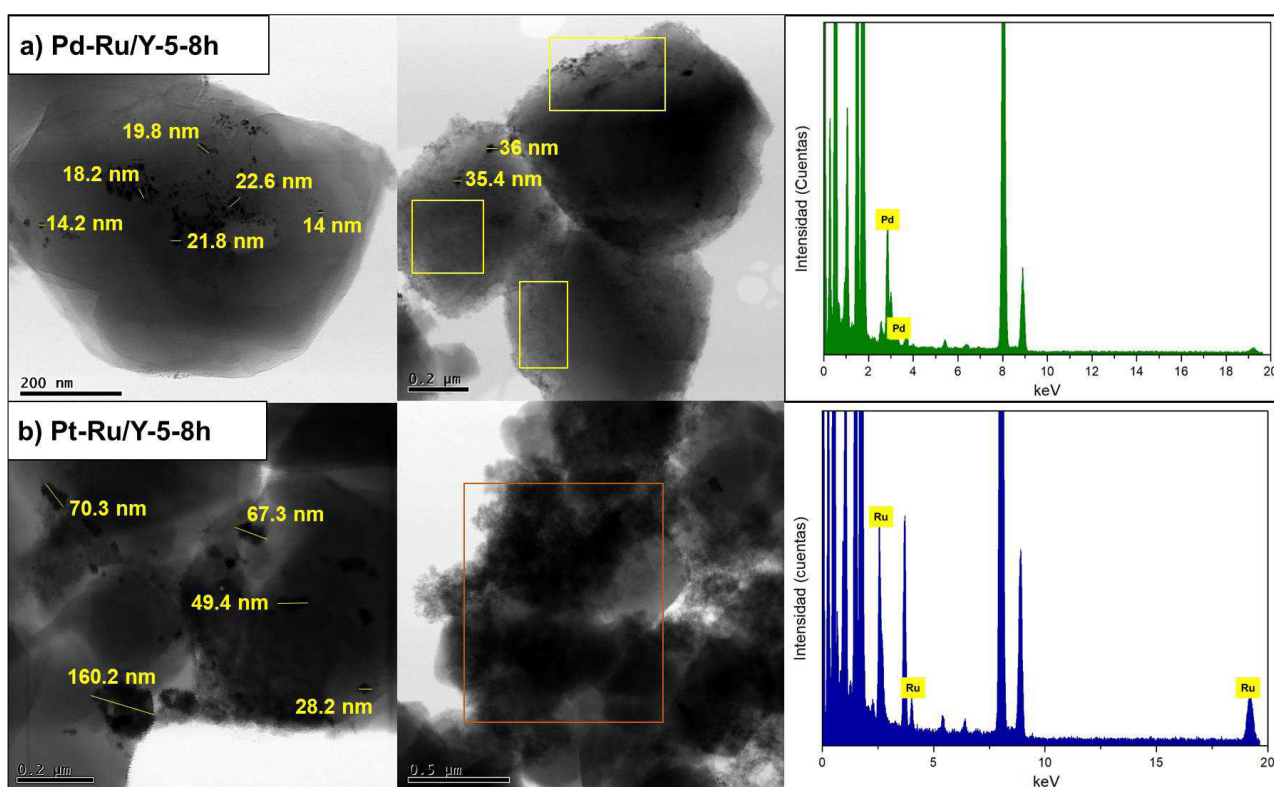 a) Pd-Ru/Y-5-8h
19.8 nm
18.2 nm
22.6 nm
14.2 nm
21.8 nm
14 nm
200 nm
36 nm
35.4 nm
0.2 µm
Intensidad (Cuentas)
Pd
Pd
0 2 4 6 8 10 12 14 16 18 20
keV
b) Pt-Ru/Y-5-8h
70.3 nm
67.3 nm
49.4 nm
160.2 nm
28.2 nm
0.2 µm
0.5 µm
Intensidad (cuentas)
Ru
Ru
Ru
0 5 10 15 20
keV